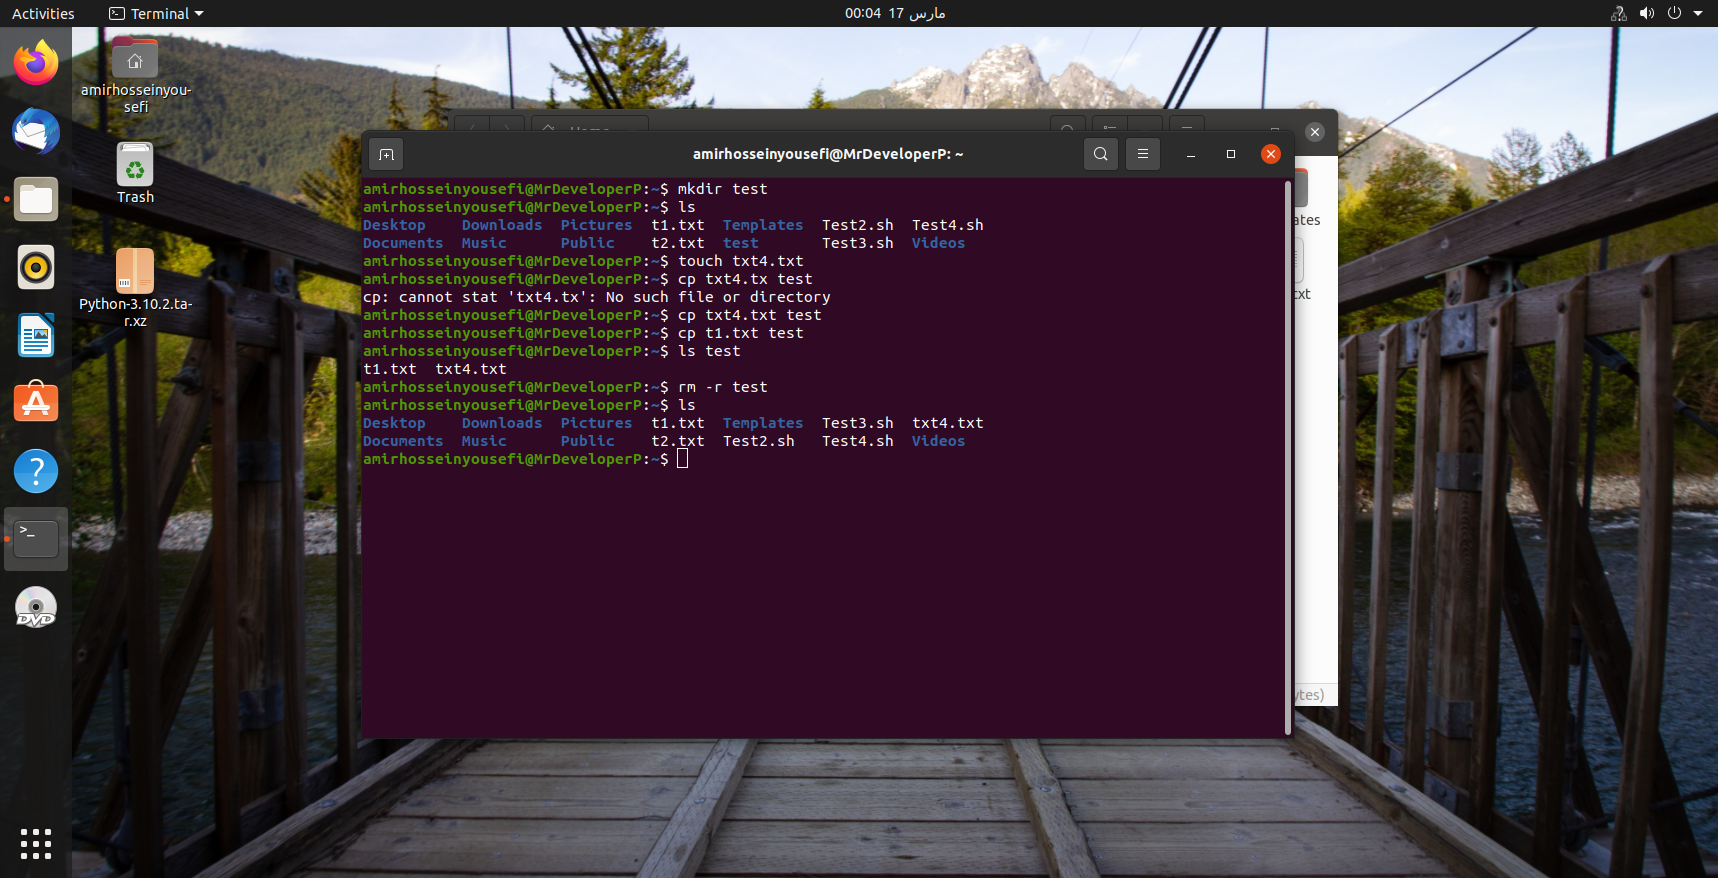 Activities
Terminal
00:04 17 مارس
amirhosseinyou-
sefi
Trash
Python-3.10.2.ta-
r.xz
DVD
Home
amirhosseinyousefi@MrDeveloperP: ~
amirhosseinyousefi@MrDeveloperP:~$ mkdir test
amirhosseinyousefi@MrDeveloperP:~$ ls
Desktop Downloads Pictures t1.txt Templates Test2.sh Test4.sh
Documents Music Public t2.txt test Test3.sh Videos
amirhosseinyousefi@MrDeveloperP:~$ touch txt4.txt
amirhosseinyousefi@MrDeveloperP:~$ cp txt4.tx test
cp: cannot stat 'txt4.tx': No such file or directory
amirhosseinyousefi@MrDeveloperP:~$ cp txt4.txt test
amirhosseinyousefi@MrDeveloperP:~$ cp t1.txt test
amirhosseinyousefi@MrDeveloperP:~$ ls test
t1.txt txt4.txt
amirhosseinyousefi@MrDeveloperP:~$ rm -r test
amirhosseinyousefi@MrDeveloperP:~$ ls
Desktop Downloads Pictures t1.txt Templates Test3.sh txt4.txt
Documents Music Public t2.txt Test2.sh Test4.sh Videos
amirhosseinyousefi@MrDeveloperP:~$
ates
txt
ytes)